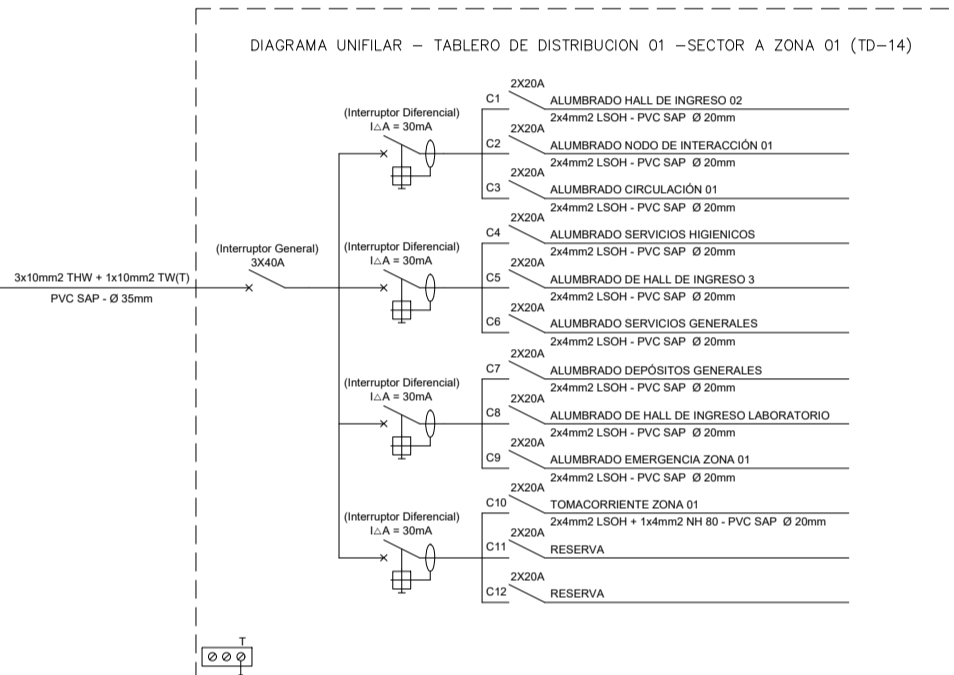 DIAGRAMA UNIFILAR – TABLERO DE DISTRIBUCION 01 –SECTOR A ZONA 01 (TD–14)
3x10mm2 THW + 1x10mm2 TW(T)
PVC SAP - Ø 35mm
(Interruptor General)
3X40A
(Interruptor Diferencial)
I△A = 30mA
C1
2X20A
ALUMBRADO HALL DE INGRESO 02
2x4mm2 LSOH - PVC SAP Ø 20mm
C2
2X20A
ALUMBRADO NODO DE INTERACCIÓN 01
2x4mm2 LSOH - PVC SAP Ø 20mm
C3
2X20A
ALUMBRADO CIRCULACIÓN 01
2x4mm2 LSOH - PVC SAP Ø 20mm
(Interruptor Diferencial)
I△A = 30mA
C4
2X20A
ALUMBRADO SERVICIOS HIGIENICOS
2x4mm2 LSOH - PVC SAP Ø 20mm
C5
2X20A
ALUMBRADO DE HALL DE INGRESO 3
2x4mm2 LSOH - PVC SAP Ø 20mm
C6
2X20A
ALUMBRADO SERVICIOS GENERALES
2x4mm2 LSOH - PVC SAP Ø 20mm
(Interruptor Diferencial)
I△A = 30mA
C7
2X20A
ALUMBRADO DEPÓSITOS GENERALES
2x4mm2 LSOH - PVC SAP Ø 20mm
C8
2X20A
ALUMBRADO DE HALL DE INGRESO LABORATORIO
2x4mm2 LSOH - PVC SAP Ø 20mm
C9
2X20A
ALUMBRADO EMERGENCIA ZONA 01
2x4mm2 LSOH - PVC SAP Ø 20mm
(Interruptor Diferencial)
I△A = 30mA
C10
2X20A
TOMACORRIENTE ZONA 01
2x4mm2 LSOH + 1x4mm2 NH 80 - PVC SAP Ø 20mm
C11
2X20A
RESERVA
C12
2X20A
RESERVA
T